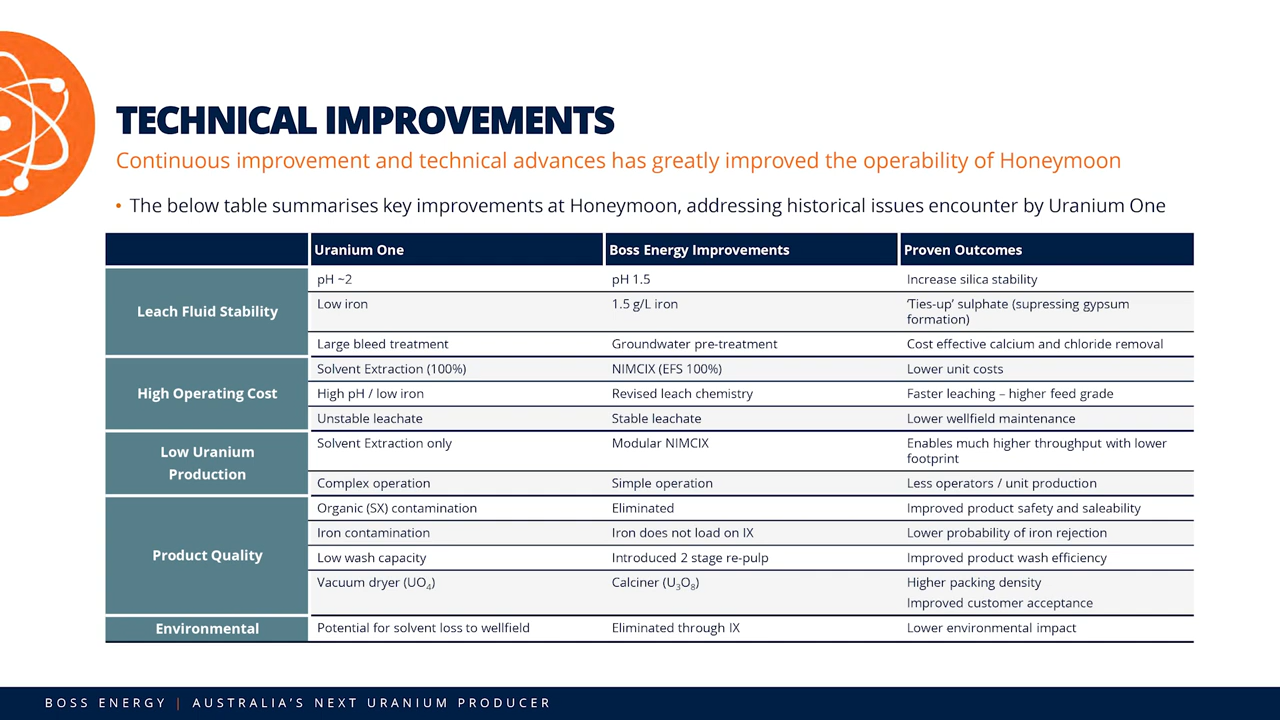 TECHNICAL IMPROVEMENTS
Continuous improvement and technical advances has greatly improved the operability of Honeymoon
• The below table summarises key improvements at Honeymoon, addressing historical issues encounter by Uranium One
Uranium One Boss Energy Improvements Proven Outcomes
Leach Fluid Stability
pH ~2 pH 1.5 Increase silica stability
Low iron 1.5 g/L iron 'Ties-up' sulphate (supressing gypsum
formation)
Large bleed treatment Groundwater pre-treatment Cost effective calcium and chloride removal
High Operating Cost
Solvent Extraction (100%) NIMCIX (EFS 100%) Lower unit costs
High pH / low iron Revised leach chemistry Faster leaching – higher feed grade
Unstable leachate Stable leachate Lower wellfield maintenance
Low Uranium
Production
Solvent Extraction only Modular NIMCIX Enables much higher throughput with lower
footprint
Complex operation Simple operation Less operators / unit production
Product Quality
Organic (SX) contamination Eliminated Improved product safety and saleability
Iron contamination Iron does not load on IX Lower probability of iron rejection
Low wash capacity Introduced 2 stage re-pulp Improved product wash efficiency
Vacuum dryer (UO₄) Calciner (U₃O₈) Higher packing density
Improved customer acceptance
Environmental
Potential for solvent loss to wellfield Eliminated through IX Lower environmental impact
BOSS ENERGY | AUSTRALIA'S NEXT URANIUM PRODUCER